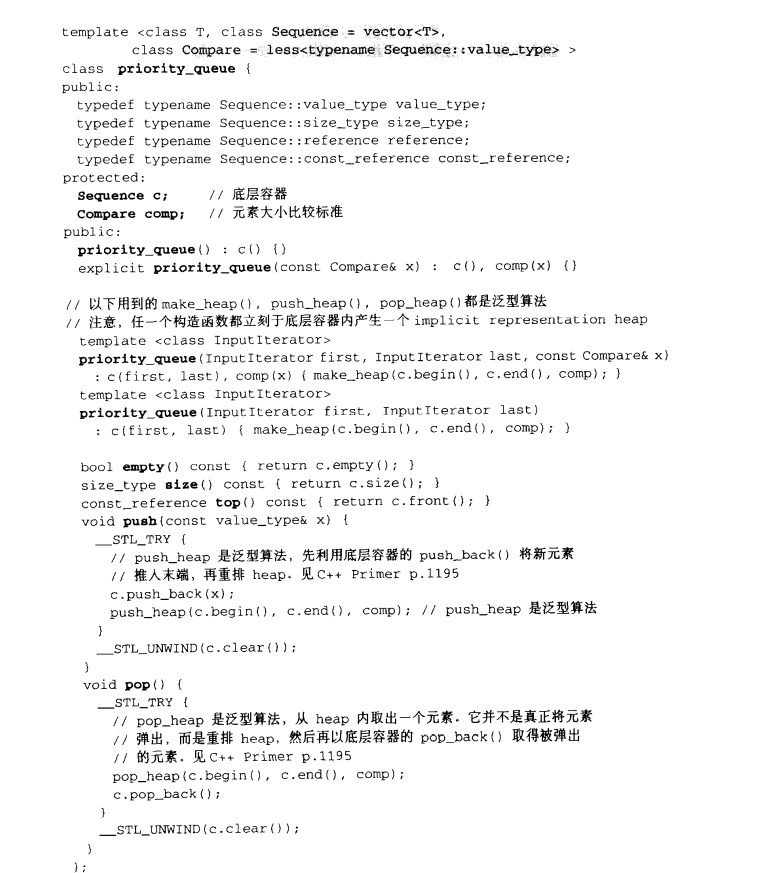 template <class T, class Sequence = vector<T>,
class Compare = less<typename Sequence::value_type> >
class priority_queue {
public:
typedef typename Sequence::value_type value_type;
typedef typename Sequence::size_type size_type;
typedef typename Sequence::reference reference;
typedef typename Sequence::const_reference const_reference;
protected:
Sequence c; // 底层容器
Compare comp; // 元素大小比较标准
public:
priority_queue() : c() {}
explicit priority_queue(const Compare& x) : c(), comp(x) {}
// 以下用到的 make_heap(), push_heap(), pop_heap()都是泛型算法
// 注意，任一个构造函数都立刻于底层容器内产生一个 implicit representation heap
template <class InputIterator>
priority_queue(InputIterator first, InputIterator last, const Compare& x)
: c(first, last), comp(x) { make_heap(c.begin(), c.end(), comp); }
template <class InputIterator>
priority_queue(InputIterator first, InputIterator last)
: c(first, last) { make_heap(c.begin(), c.end(), comp); }
bool empty() const { return c.empty(); }
size_type size() const { return c.size(); }
const_reference top() const { return c.front(); }
void push(const value_type& x) {
__STL_TRY {
// push_heap 是泛型算法，先利用底层容器的 push_back() 将新元素
// 推入末端，再重排 heap。见 C++ Primer p.1195
c.push_back(x);
push_heap(c.begin(), c.end(), comp); // push_heap 是泛型算法
}
__STL_UNWIND(c.clear());
}
void pop() {
__STL_TRY {
// pop_heap 是泛型算法，从 heap 内取出一个元素。它并不是真正将元素
// 弹出，而是重排 heap，然后再以底层容器的 pop_back() 取得被弹出
// 的元素。见 C++ Primer p.1195
pop_heap(c.begin(), c.end(), comp);
c.pop_back();
}
__STL_UNWIND(c.clear());
}
};